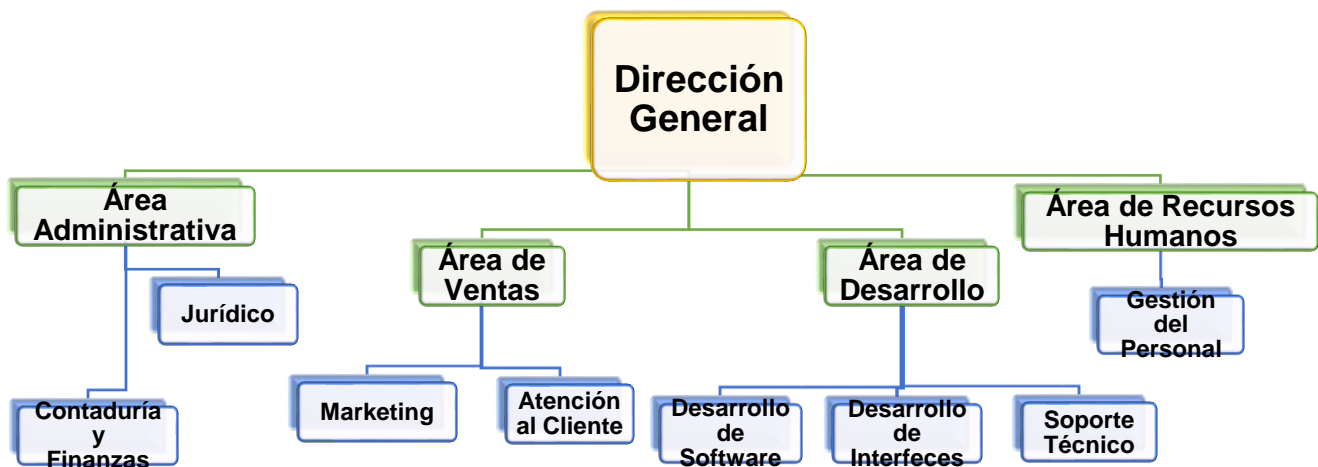 Dirección
General
Área
Administrativa
Área de Recursos
Humanos
Área de
Ventas
Área de
Desarrollo
Jurídico
Gestión
del
Personal
Contaduría
y
Finanzas
Marketing
Atención
al Cliente
Desarrollo
de
Software
Desarrollo
de
Interfeces
Soporte
Técnico